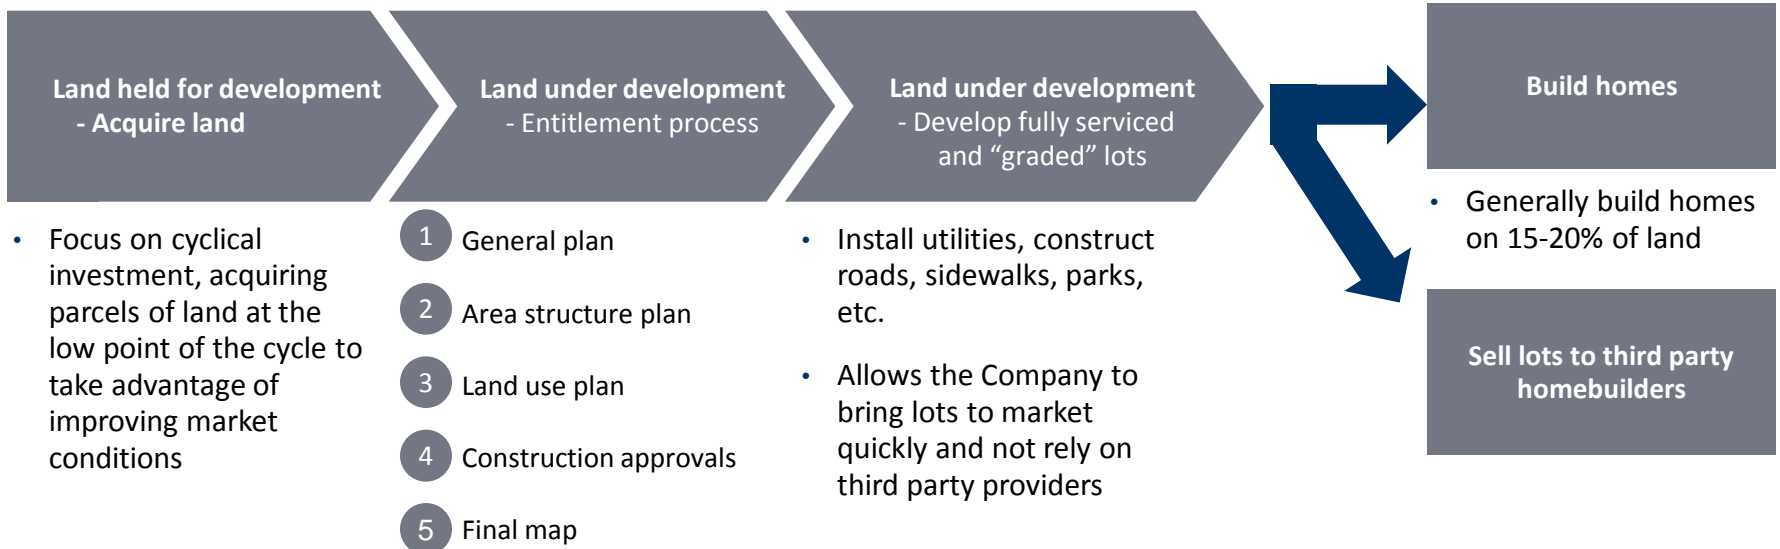 Land held for development
- Acquire land
• Focus on cyclical
investment, acquiring
parcels of land at the
low point of the cycle to
take advantage of
improving market
conditions
Land under development
- Entitlement process
1 General plan
2 Area structure plan
3 Land use plan
4 Construction approvals
5 Final map
Land under development
- Develop fully serviced
and “graded” lots
• Install utilities, construct
roads, sidewalks, parks,
etc.
• Allows the Company to
bring lots to market
quickly and not rely on
third party providers
Build homes
• Generally build homes
on 15-20% of land
Sell lots to third party
homebuilders